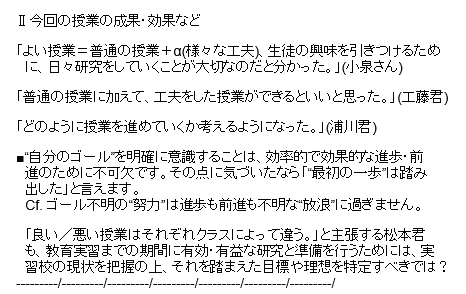 Ⅱ今回の授業の成果・効果など
「よい授業＝普通の授業＋α(様々な工夫)、生徒の興味を引きつけるため
に、日々研究をしていくことが大切なのだと分かった。」(小泉さん)
「普通の授業に加えて、工夫をした授業ができるといいと思った。」(工藤君)
「どのように授業を進めていくか考えるようになった。」(浦川君)
■“自分のゴール”を明確に意識することは、効率的で効果的な進歩・前
進のために不可欠です。その点に気づいたなら「“最初の一歩”は踏み
出した」と言えます。
Cf. ゴール不明の“努力”は進歩も前進も不明な“放浪”に過ぎません。
「良い／悪い授業はそれぞれクラスによって違う。」と主張する松本君
も、教育実習までの期間に有効・有益な研究と準備を行うためには、実
習校の現状を把握の上、それを踏まえた目標や理想を特定すべきでは？
----------/----------/----------/----------/----------/----------/----------/